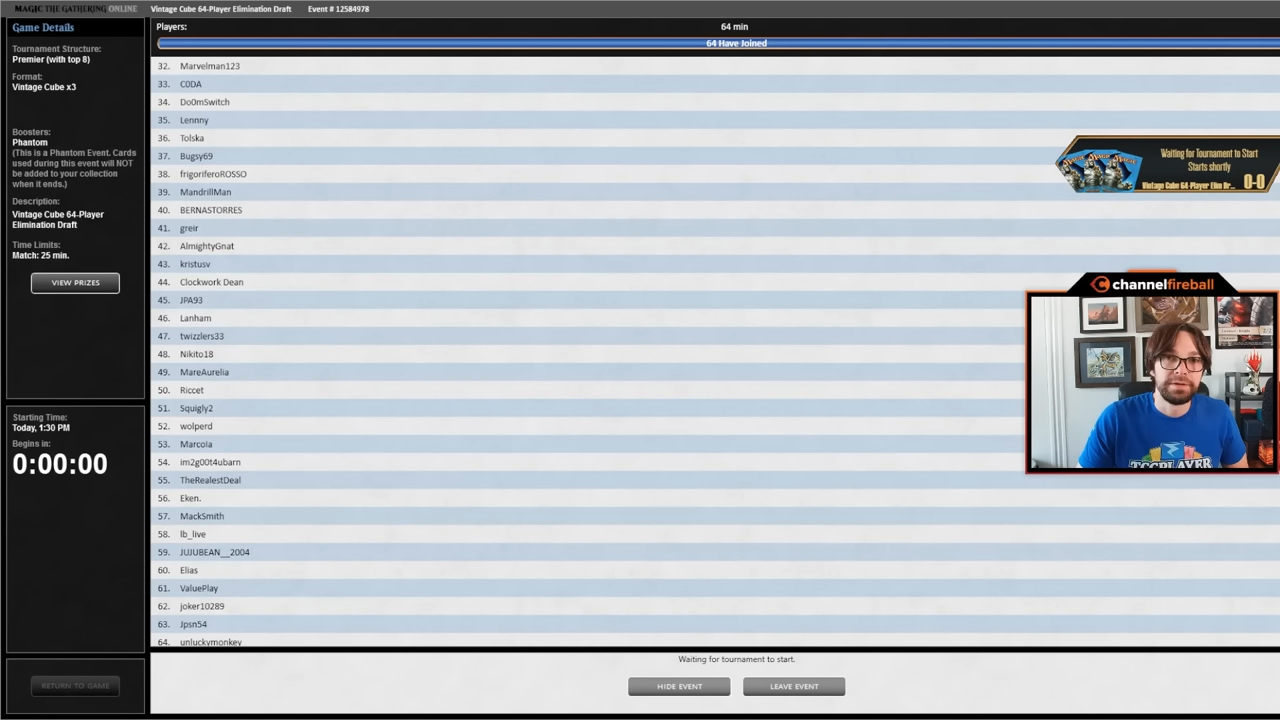 MAGIC THE GATHERING ONLINE
Vintage Cube 64-Player Elimination Draft
Event # 12584978
Game Details
Tournament Structure:
Premier (with top 8)
Format:
Vintage Cube x3
Boosters:
Phantom
(This is a Phantom Event. Cards
used during this event will NOT
be added to your collection
when it ends.)
Description:
Vintage Cube 64-Player
Elimination Draft
Time Limits:
Match: 25 min.
VIEW PRIZES
Starting Time:
Today, 1:30 PM
Begins in:
0:00:00
RETURN TO GAME
Players:
64 min
64 Have Joined
32. Marvelman123
33. C0DA
34. Do0mSwitch
35. Lennny
36. Tolska
37. Bugsy69
38. frigoriferoROSSO
39. MandrillMan
40. BERNASTORRES
41. greir
42. AlmightyGnat
43. kristusv
44. Clockwork Dean
45. JPA93
46. Lanham
47. twizzlers33
48. Nikito18
49. MareAurelia
50. Riccet
51. Squigly2
52. wolperd
53. Marcola
54. im2g00t4ubarn
55. TheRealestDeal
56. Eken.
57. MackSmith
58. lb_live
59. JUJUBEAN__2004
60. Elias
61. ValuePlay
62. joker10289
63. Jpsn54
64. unluckymonkey
Waiting for tournament to start.
HIDE EVENT
LEAVE EVENT
Waiting for Tournament to Start
Starts shortly
Vintage Cube 64-Player Elim Dr...
0-0
channelfireball
TCGPLAYER